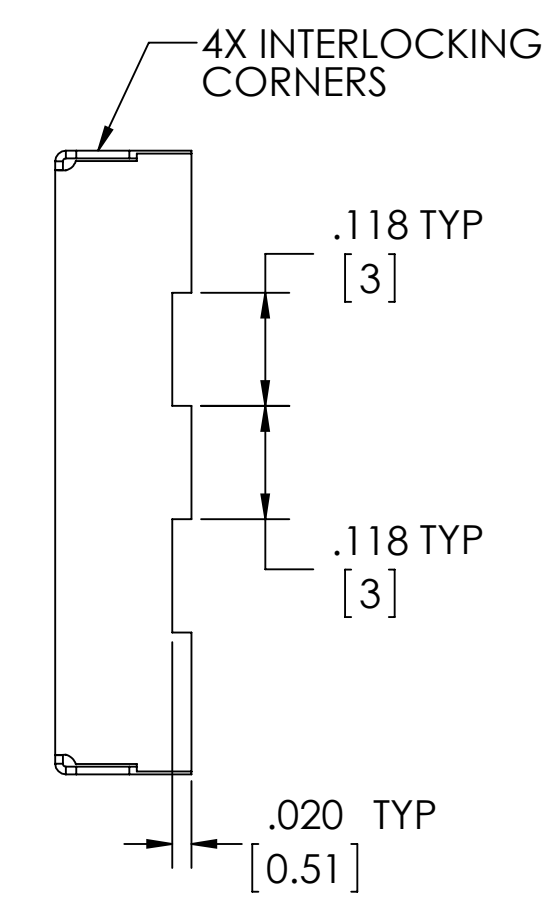 4X INTERLOCKING
CORNERS
.118 TYP
[3]
.118 TYP
[3]
.020 TYP
[0.51]